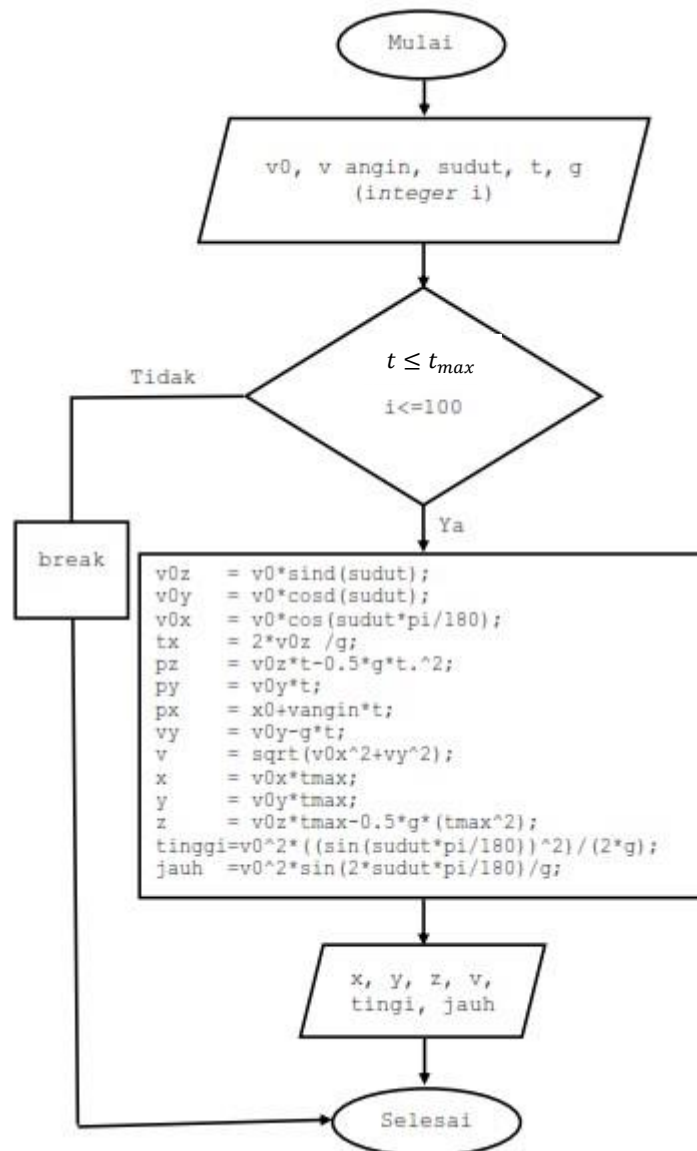 Mulai
v0, v angin, sudut, t, g
(integer i)
t ≤ t_max
i<=100
Tidak
Ya
break
v0z = v0*sind(sudut);
v0y = v0*cosd(sudut);
v0x = v0*cos(sudut*pi/180);
tx = 2*v0z /g;
pz = v0z*t-0.5*g*t.^2;
py = v0y*t;
px = x0+vangin*t;
vy = v0y-g*t;
v = sqrt(v0x^2+vy^2);
x = v0x*tmax;
y = v0y*tmax;
z = v0z*tmax-0.5*g*(tmax^2);
tinggi=v0^2*((sin(sudut*pi/180))^2)/(2*g);
jauh =v0^2*sin(2*sudut*pi/180)/g;
x, y, z, v,
tingi, jauh
Selesai